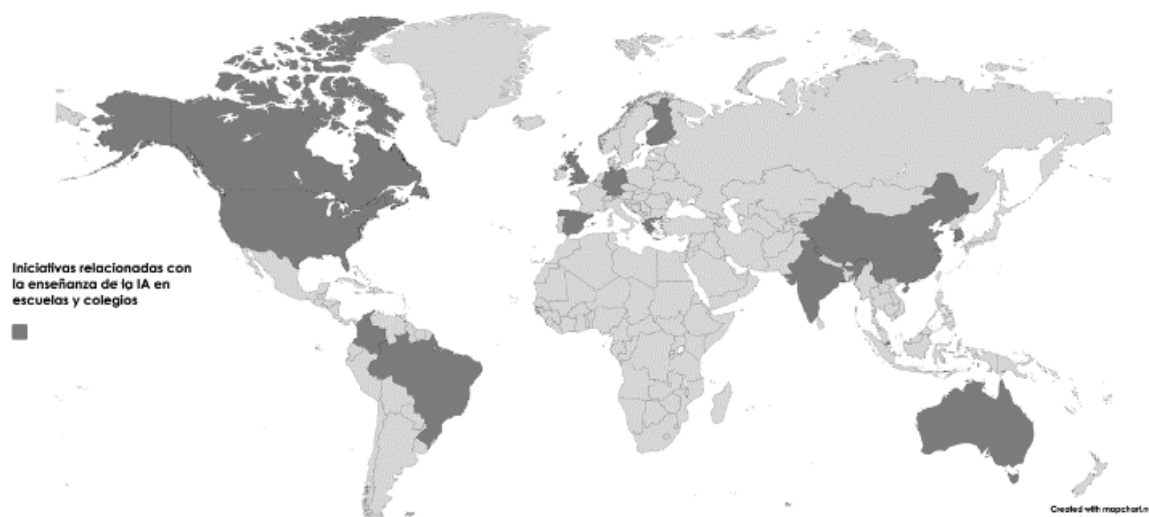 Iniciativas relacionadas con
la enseñanza de la IA en
escuelas y colegios
Created with mapchart.n